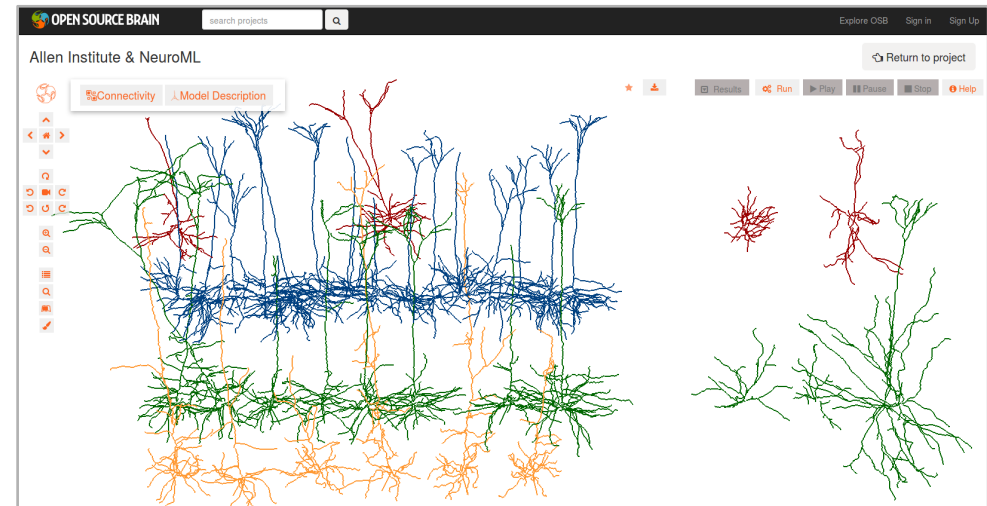 OPEN SOURCE BRAIN
search projects
Explore OSB Sign in Sign Up
Allen Institute & NeuroML
Return to project
Connectivity Model Description
Results Run Play Pause Stop Help